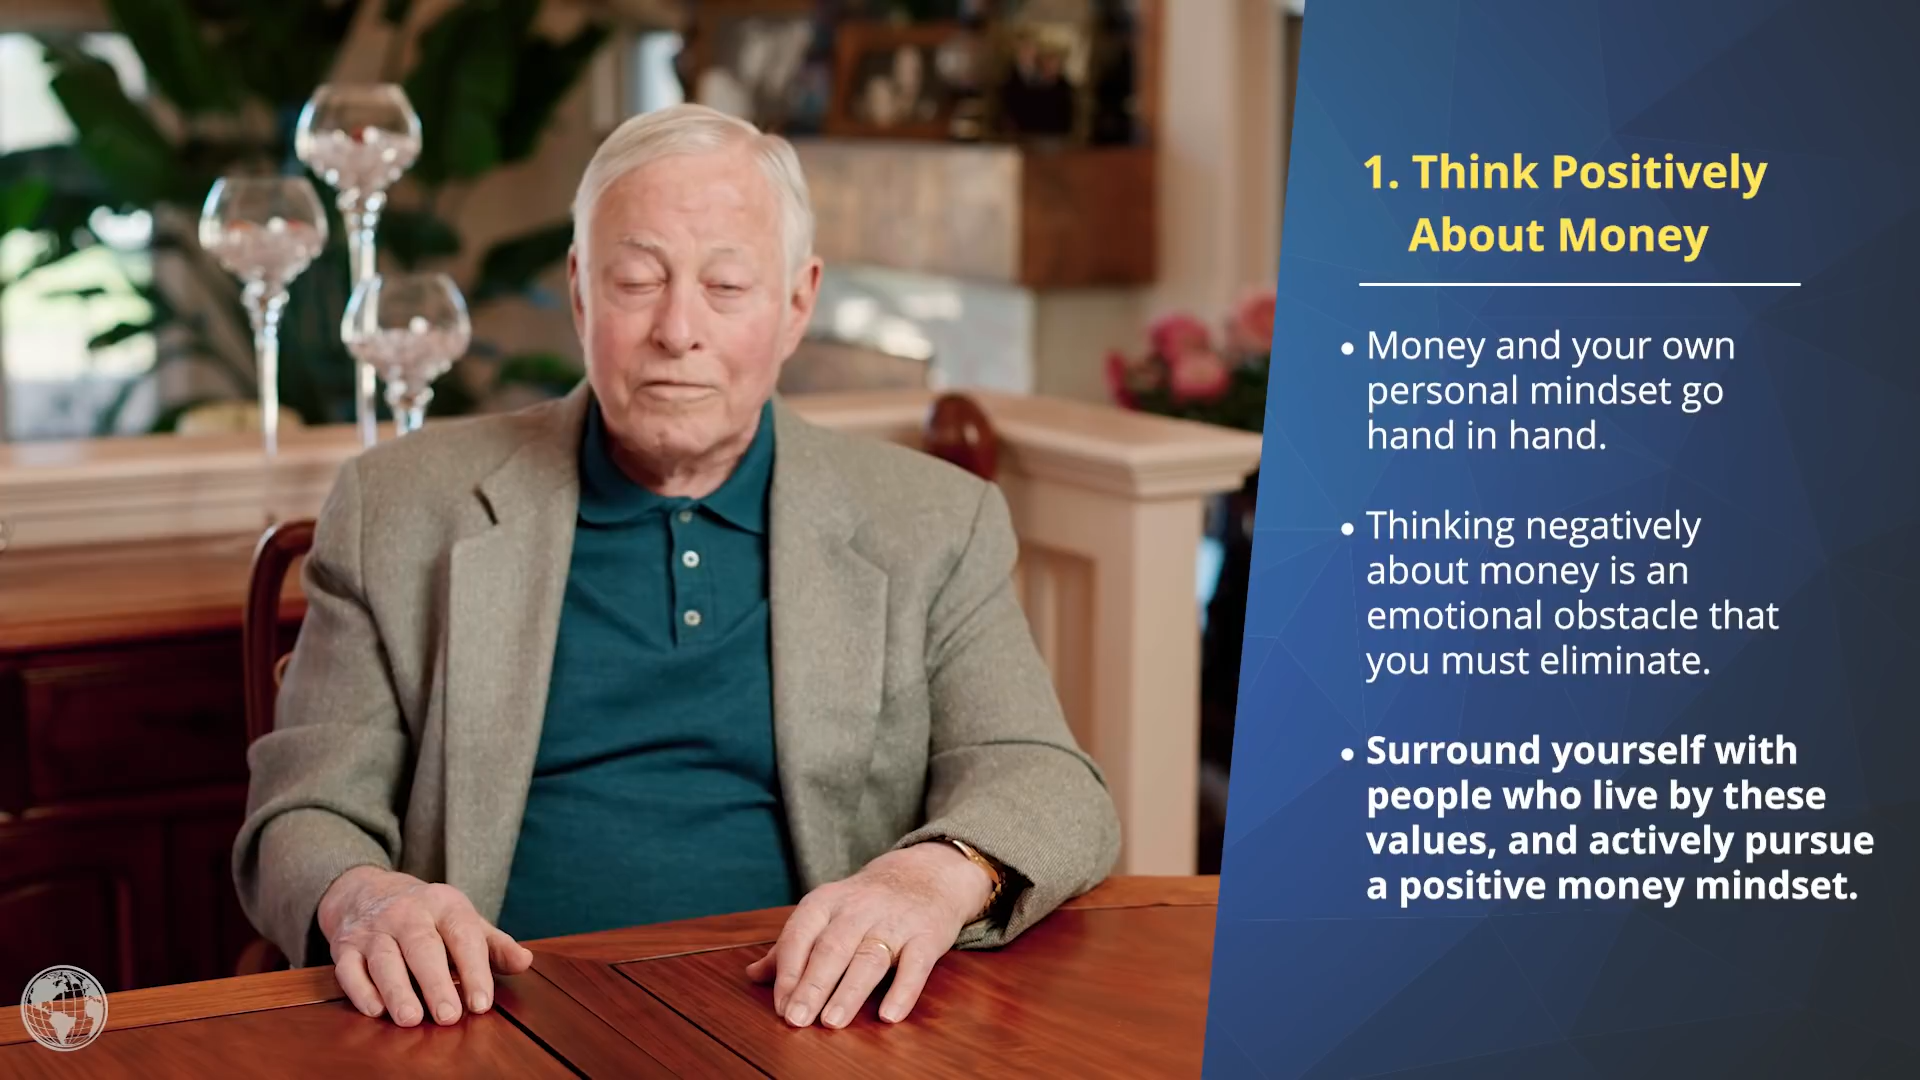 1. Think Positively
About Money
• Money and your own
personal mindset go
hand in hand.
• Thinking negatively
about money is an
emotional obstacle that
you must eliminate.
• Surround yourself with
people who live by these
values, and actively pursue
a positive money mindset.